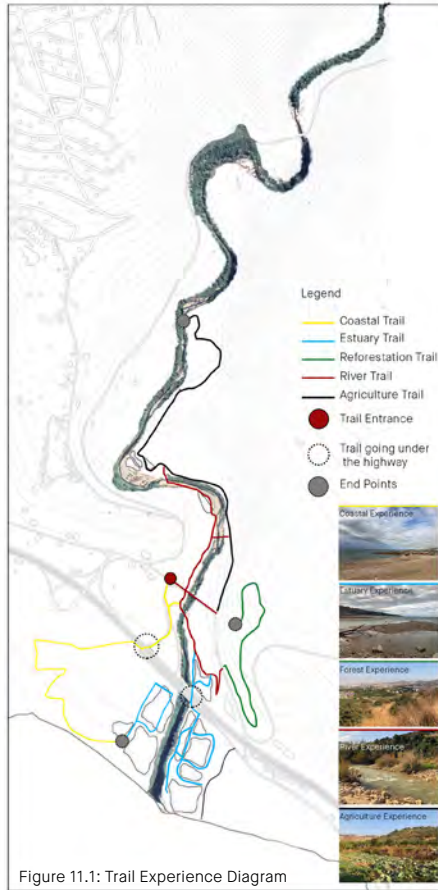 Legend
Coastal Trail
Estuary Trail
Reforestation Trail
River Trail
Agriculture Trail
Trail Entrance
Trail going under
the highway
End Points
Coastal Experience
Estuary Experience
Forest Experience
River Experience
Agriculture Experience
Figure 11.1: Trail Experience Diagram